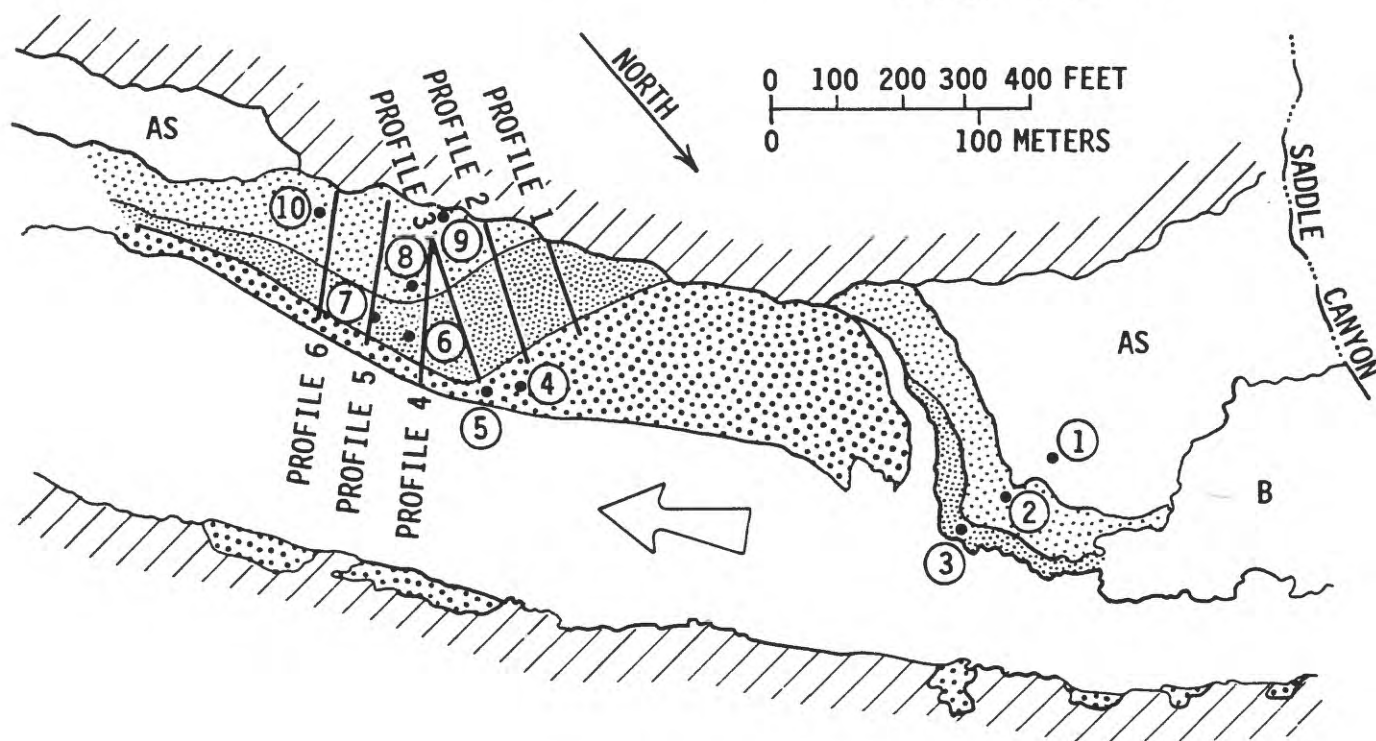 0 100 200 300 400 FEET
0 100 METERS
NORTH
SADDLE CANYON
PROFILE 1
PROFILE 2
PROFILE 3
AS
10
9
8
7
6
5
4
AS
1
2
3
B
PROFILE 6
PROFILE 5
PROFILE 4